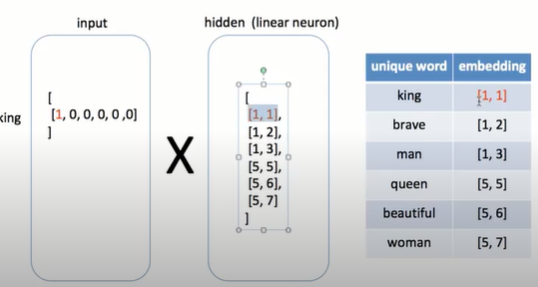 input
hidden (linear neuron)
[
[1, 0, 0, 0, 0 ,0]
]
X
[
[1, 1],
[1, 2],
[1, 3],
[5, 5],
[5, 6],
[5, 7]
]
unique word embedding
king [1, 1]
brave [1, 2]
man [1, 3]
queen [5, 5]
beautiful [5, 6]
woman [5, 7]